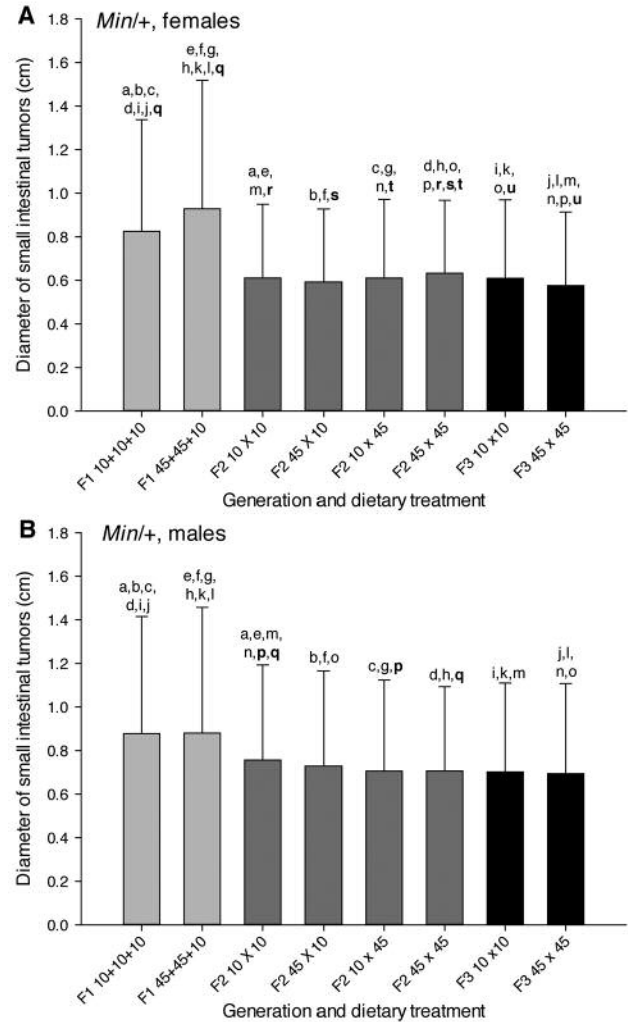 A
Min/+, females
Diameter of small intestinal tumors (cm)
1.8
1.6
1.4
1.2
1.0
0.8
0.6
0.4
0.2
0.0
a,b,c,
d,i,j,q
e,f,g,
h,k,l,q
a,e,
m,r
b,f,s
c,g,
n,t
d,h,o,
p,r,s,t
i,k,
o,u
j,l,m,
n,p,u
F1 10+10+10
F1 45+45+10
F2 10 X 10
F2 45 X 10
F2 10 x 45
F2 45 x 45
F3 10 x10
F3 45 x 45
Generation and dietary treatment
B
Min/+, males
Diameter of small intestinal tumors (cm)
1.8
1.6
1.4
1.2
1.0
0.8
0.6
0.4
0.2
0.0
a,b,c,
d,i,j
e,f,g,
h,k,l
a,e,m,
n,p,q
b,f,o
c,g,p
d,h,q
i,k,m
j,l,
n,o
F1 10+10+10
F1 45+45+10
F2 10 X 10
F2 45 X 10
F2 10 x 45
F2 45 x 45
F3 10 x10
F3 45 x 45
Generation and dietary treatment